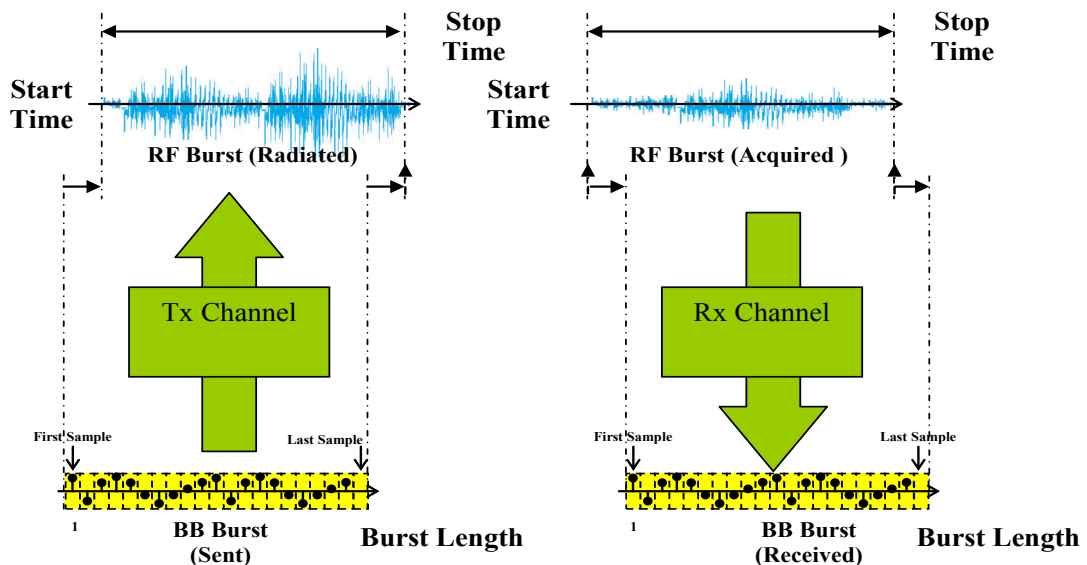 Stop
Time
Start
Time
RF Burst (Radiated)
Tx Channel
First Sample
Last Sample
1
BB Burst
(Sent)
Burst Length
Stop
Time
Start
Time
RF Burst (Acquired )
Rx Channel
First Sample
Last Sample
1
BB Burst
(Received)
Burst Length